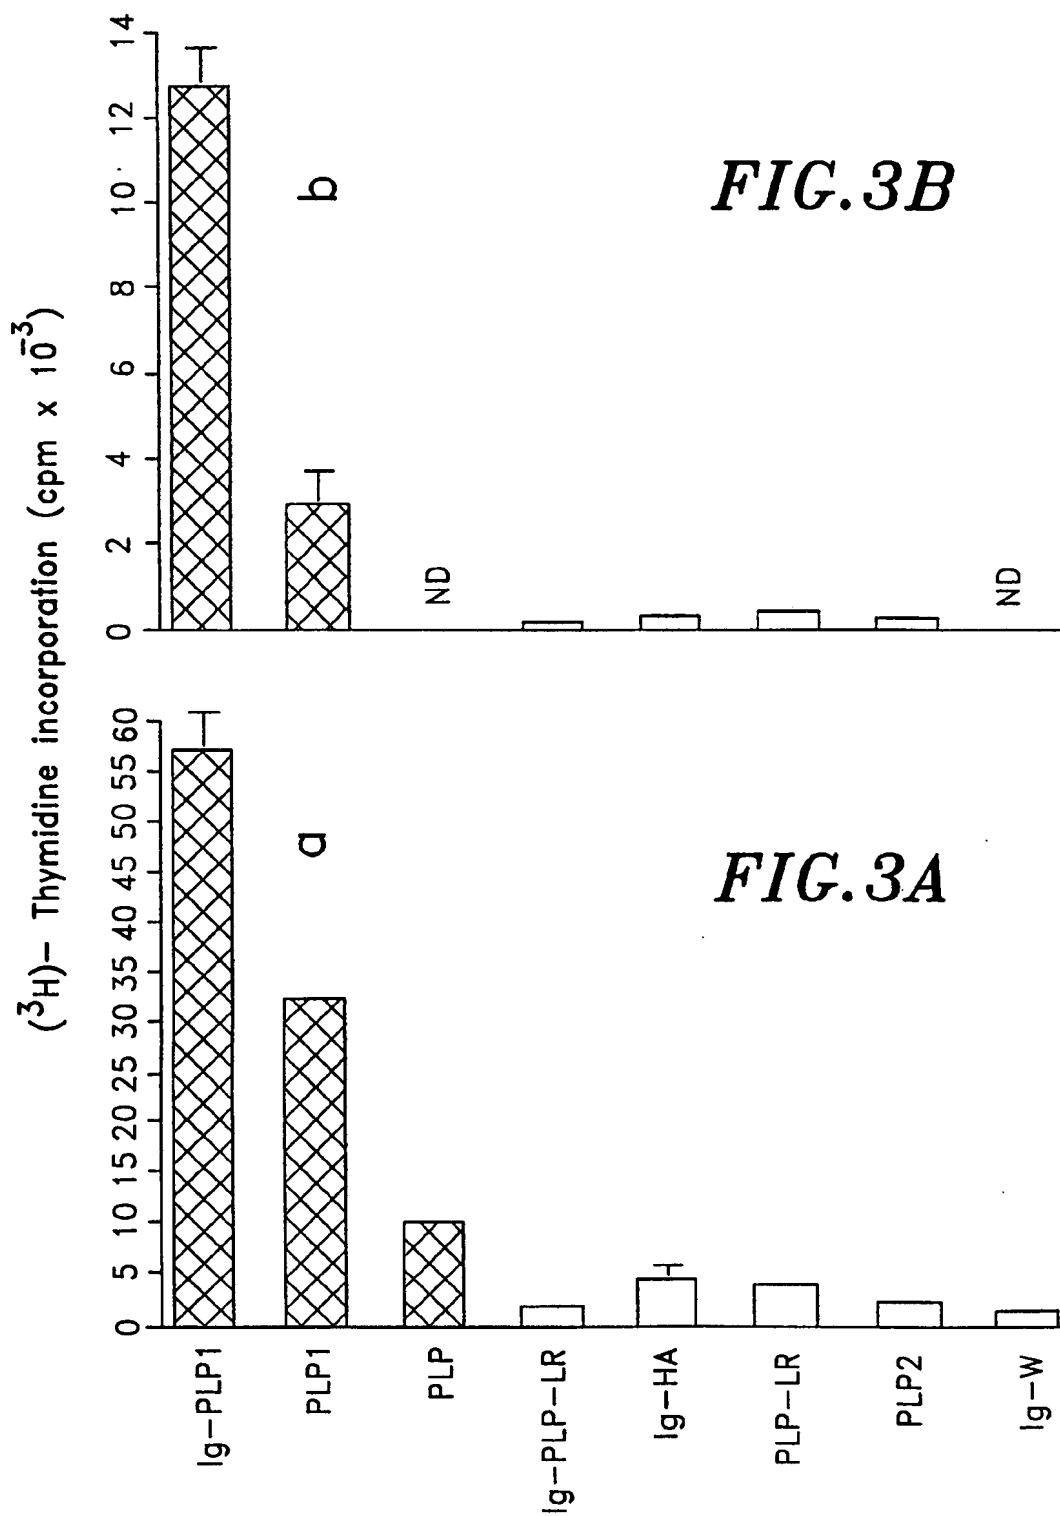 (³H)– Thymidine incorporation (cpm x 10⁻³)
0 2 4 6 8 10 12 14
b
ND
ND
FIG.3B
0 5 10 15 20 25 30 35 40 45 50 55 60
a
FIG.3A
Ig–PLP1
PLP1
PLP
Ig–PLP–LR
Ig–HA
PLP–LR
PLP2
Ig–W